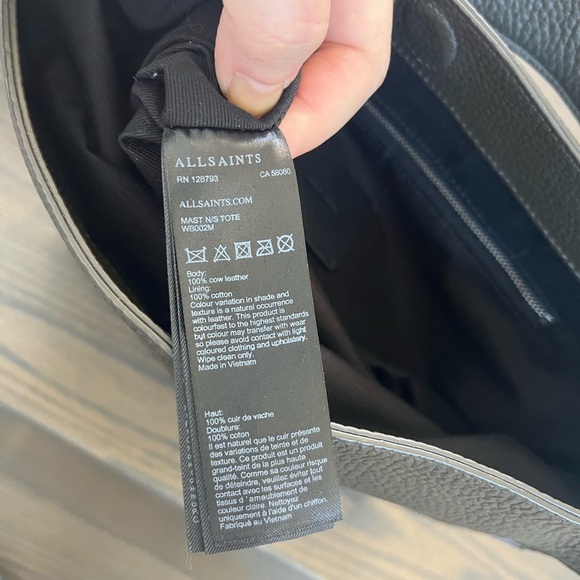 ALLSAINTS
RN 128793 CA 58080
ALLSAINTS.COM
MAST N/S TOTE
WB002M
Body:
100% cow leather
Lining:
100% cotton
Colour variation in shade and
texture is a natural occurrence
with leather. This product is
colourfast to the highest standards
but colour may transfer with wear
so please avoid contact with light
coloured clothing and upholstary.
Wipe clean only.
Made in Vietnam
Haut:
100% cuir de vache
Doublure:
100% coton
Il est naturel que le cuir présente
des variations de teinte et de
texture. Ce produit est un produit
grand-teint de la plus haute
qualité. Comme sa couleur risque
de déteindre, veuillez éviter tout
contact avec les surfaces et les
tissus d'ameublement de
couleur claire. Nettoyez
uniquement à l'aide d'un chiffon.
Fabriqué au Vietnam